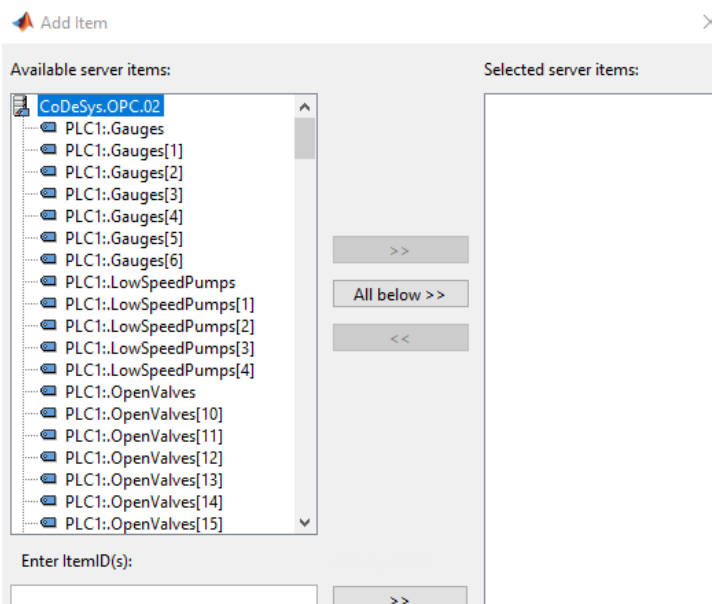 Add Item
Available server items:
Selected server items:
CoDeSys.OPC.02
PLC1:.Gauges
PLC1:.Gauges[1]
PLC1:.Gauges[2]
PLC1:.Gauges[3]
PLC1:.Gauges[4]
PLC1:.Gauges[5]
PLC1:.Gauges[6]
PLC1:.LowSpeedPumps
PLC1:.LowSpeedPumps[1]
PLC1:.LowSpeedPumps[2]
PLC1:.LowSpeedPumps[3]
PLC1:.LowSpeedPumps[4]
PLC1:.OpenValves
PLC1:.OpenValves[10]
PLC1:.OpenValves[11]
PLC1:.OpenValves[12]
PLC1:.OpenValves[13]
PLC1:.OpenValves[14]
PLC1:.OpenValves[15]
>>
All below >>
<<
Enter ItemID(s):
>>